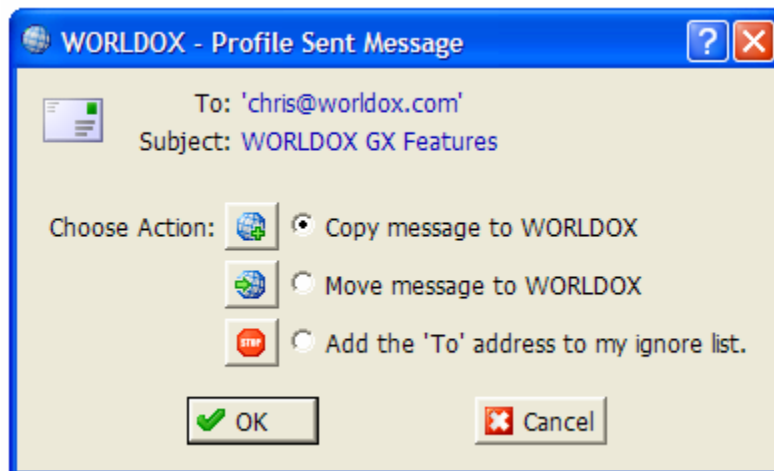 WORLDOX - Profile Sent Message ?
To: 'chris@worldox.com'
Subject: WORLDOX GX Features
Choose Action: Copy message to WORLDOX
Move message to WORLDOX
STOP Add the 'To' address to my ignore list.
OK Cancel